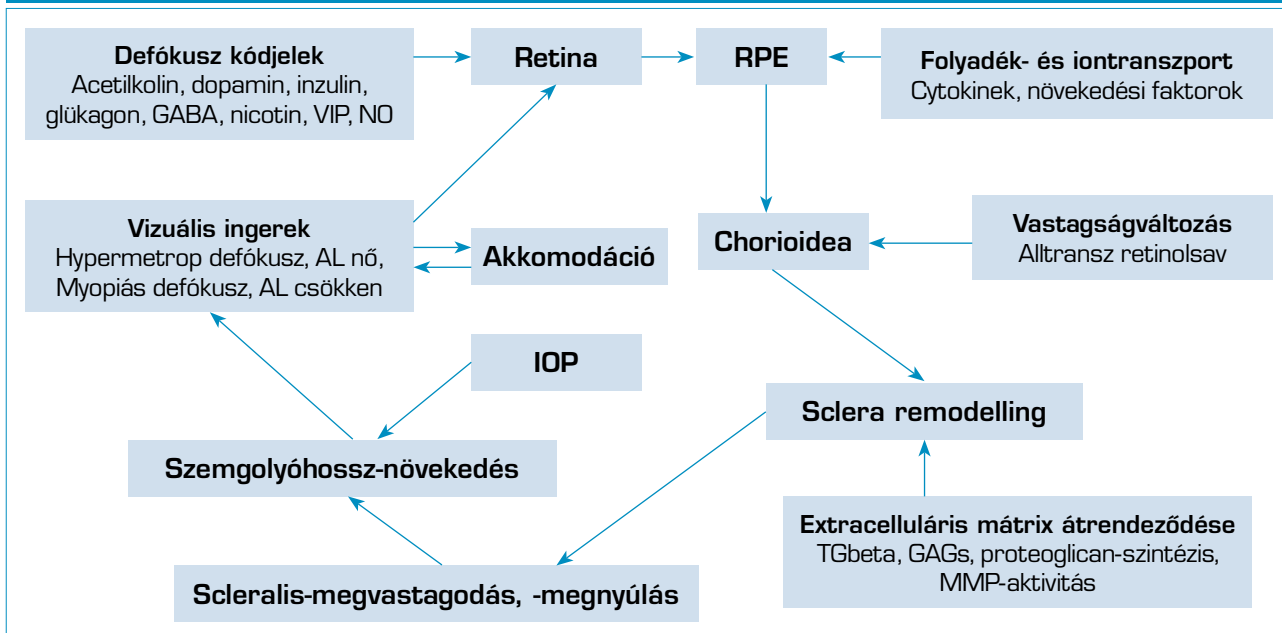 Defókusz kódjelek
Acetilkolin, dopamin, inzulin,
glükagon, GABA, nicotin, VIP, NO
Retina
RPE
Folyadék- és iontranszport
Cytokinek, növekedési faktorok
Vizuális ingerek
Hypermetrop defókusz, AL nő,
Myopiás defókusz, AL csökken
Akkomodáció
Chorioidea
Vastagságváltozás
Alltransz retinolsav
IOP
Sclera remodelling
Szemgolyóhossz-növekedés
Extracelluláris mátrix átrendeződése
TGbeta, GAGs, proteoglican-szintézis,
MMP-aktivitás
Scleralis-megvastagodás, -megnyúlás